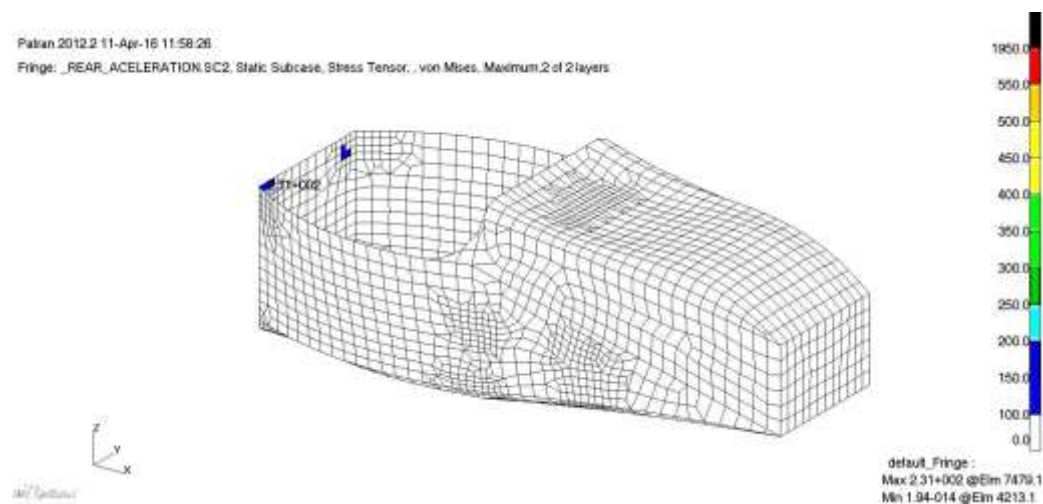 Patran 2012.2 11-Apr-16 11:58:26
Fringe: _REAR_ACELERATION.SC2, Static Subcase, Stress Tensor, , von Mises, Maximum,2 of 2 layers
1950.0
550.0
500.0
450.0
400.0
350.0
300.0
250.0
200.0
150.0
100.0
0.0
Z
Y
X
default_Fringe :
Max 2.31+002 @Elm 7479.1
Min 1.94-014 @Elm 4213.1